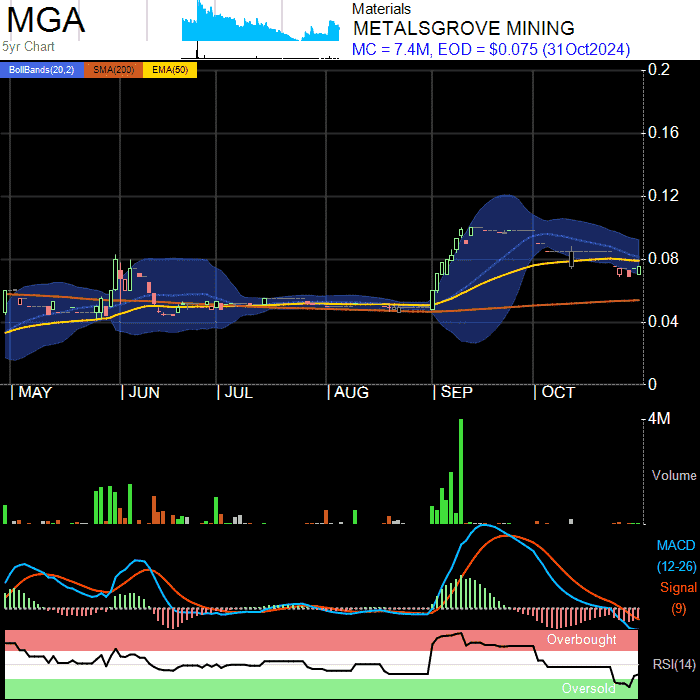 MGA
5yr Chart
Materials
METALSGROVE MINING
MC = 7.4M, EOD = $0.075 (31Oct2024)
BollBands(20,2) SMA(200) EMA(50)
0.2
0.16
0.12
0.08
0.04
0
MAY JUN JUL AUG SEP OCT
4M
Volume
MACD
(12-26)
Signal
(9)
Overbought
RSI(14)
Oversold